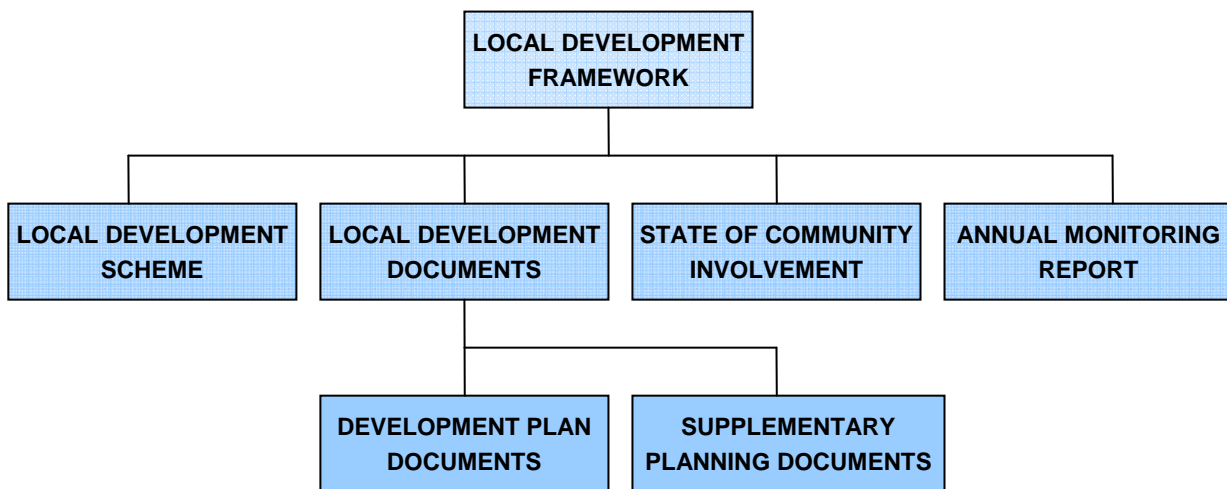 LOCAL DEVELOPMENT
FRAMEWORK
LOCAL DEVELOPMENT
SCHEME
LOCAL DEVELOPMENT
DOCUMENTS
STATE OF COMMUNITY
INVOLVEMENT
ANNUAL MONITORING
REPORT
DEVELOPMENT PLAN
DOCUMENTS
SUPPLEMENTARY
PLANNING DOCUMENTS